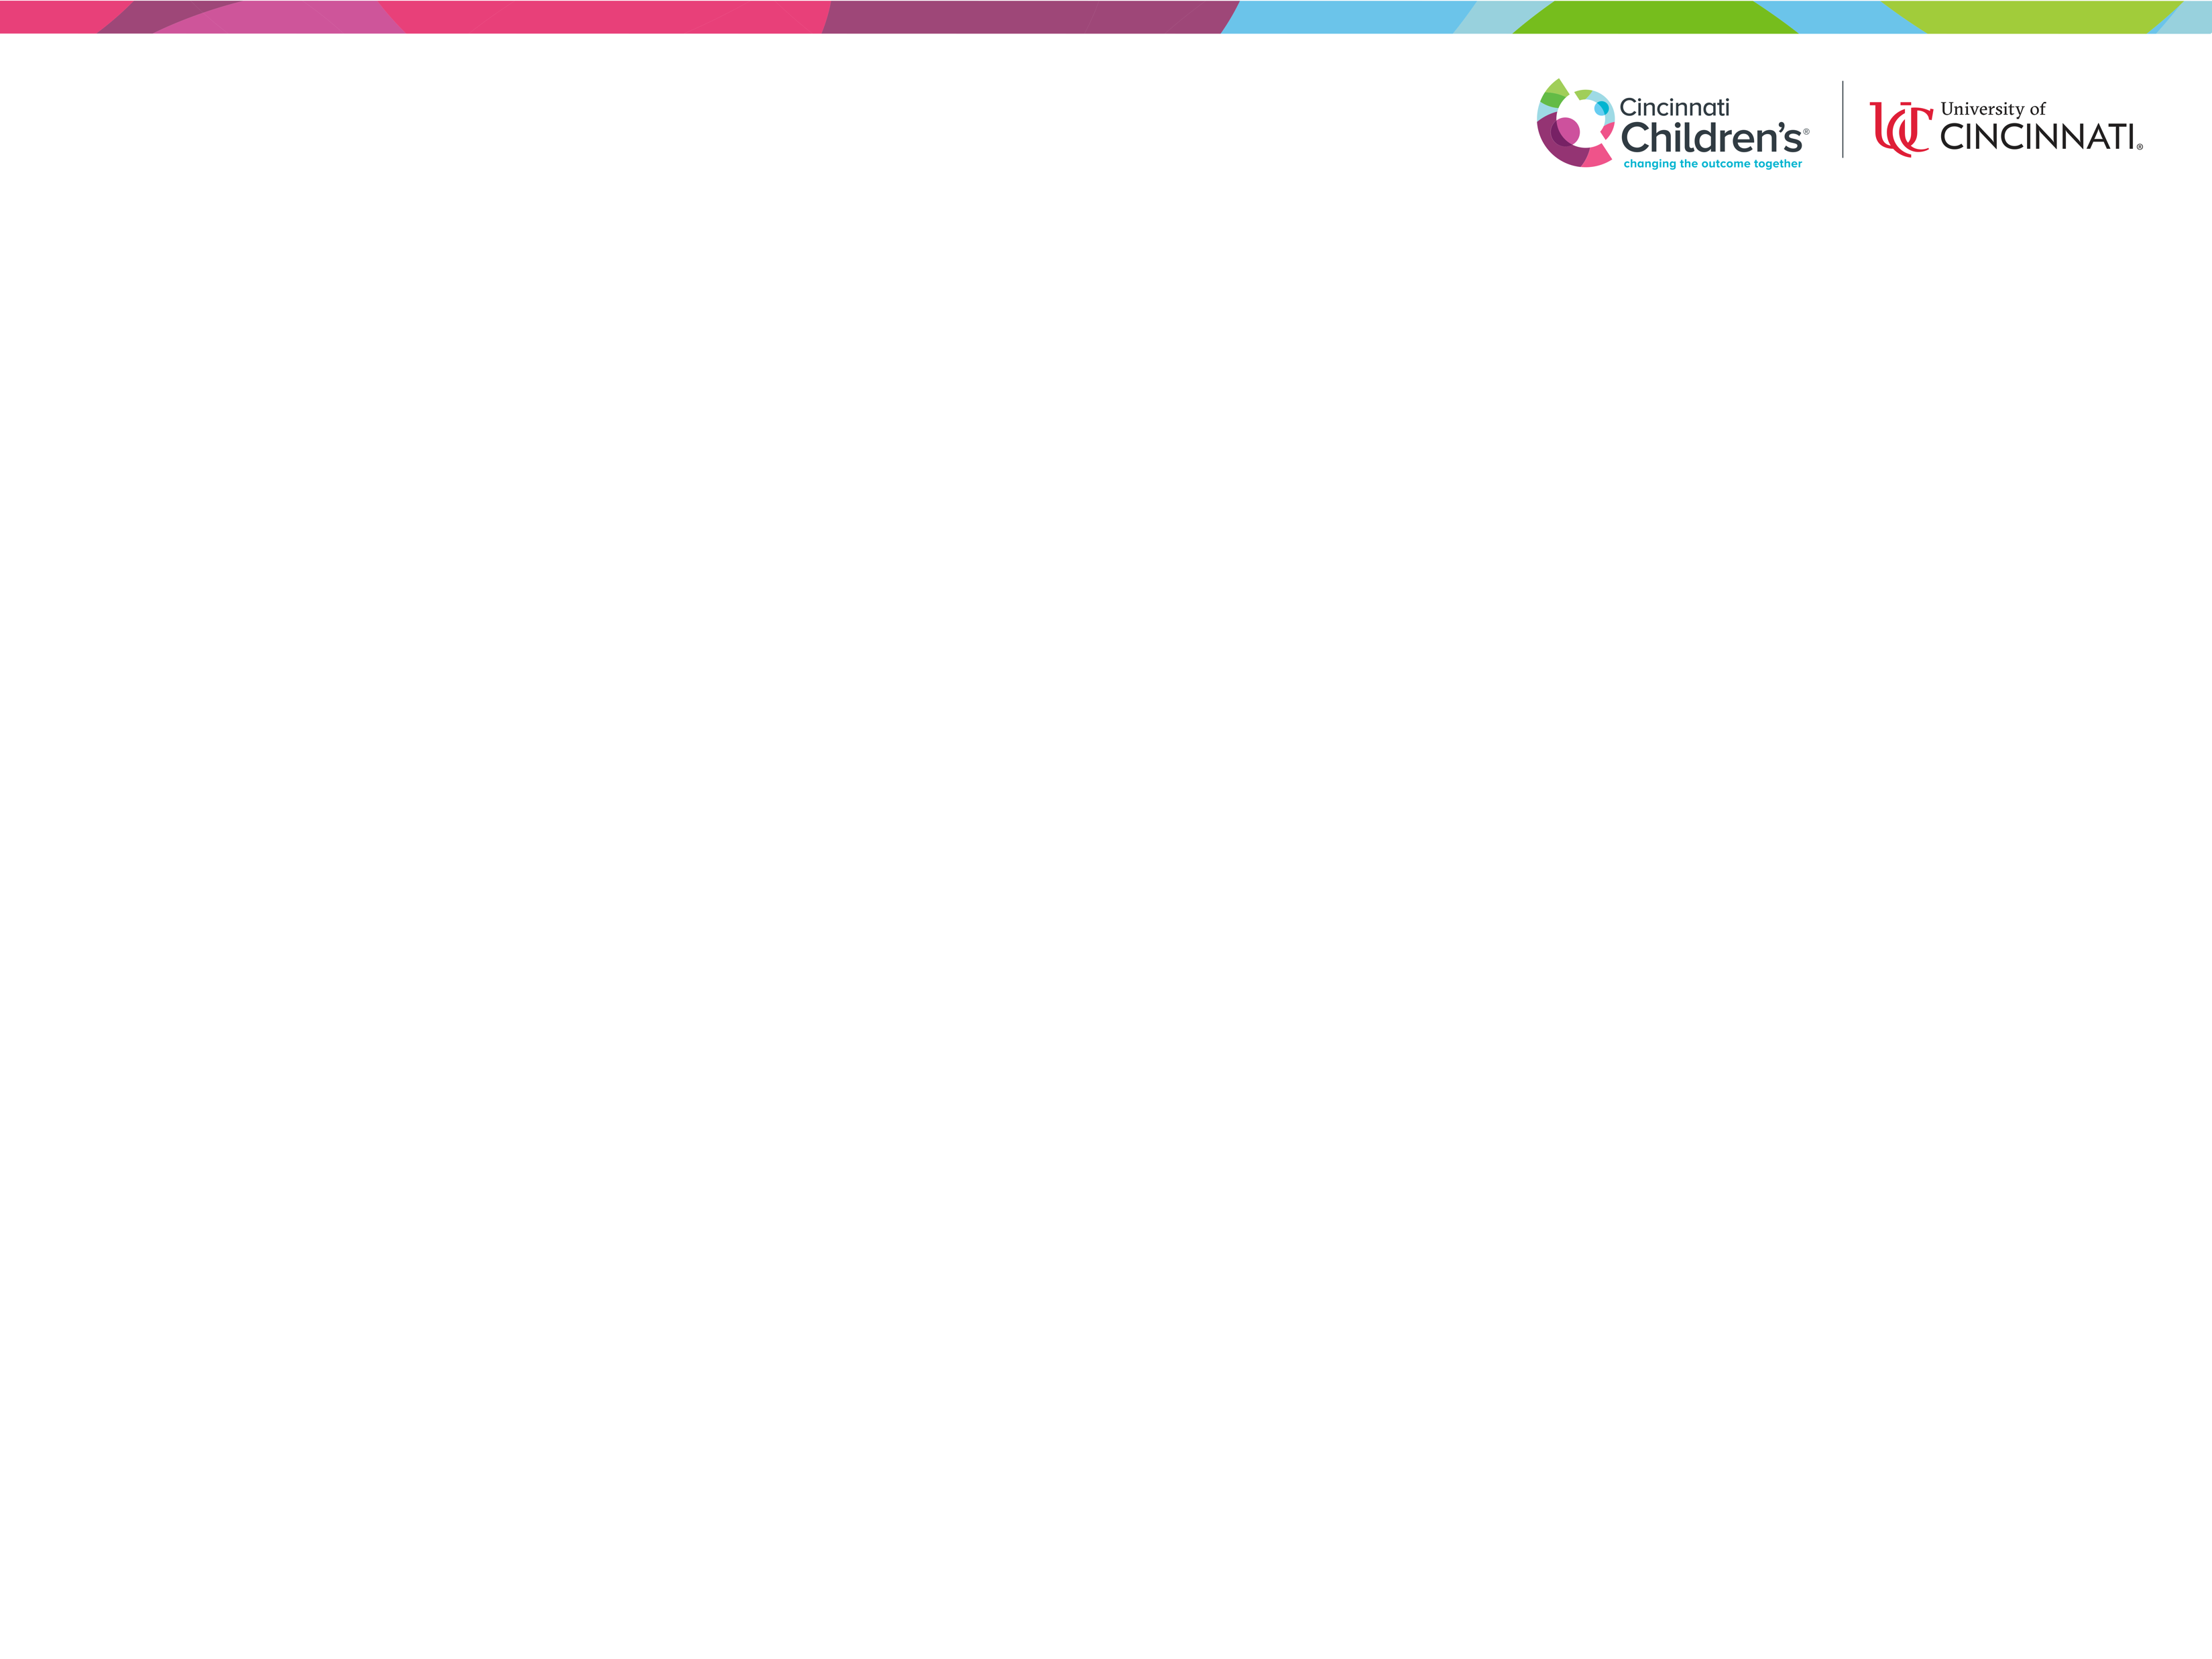 Cincinnati
Children's®
changing the outcome together
University of
CINCINNATI®